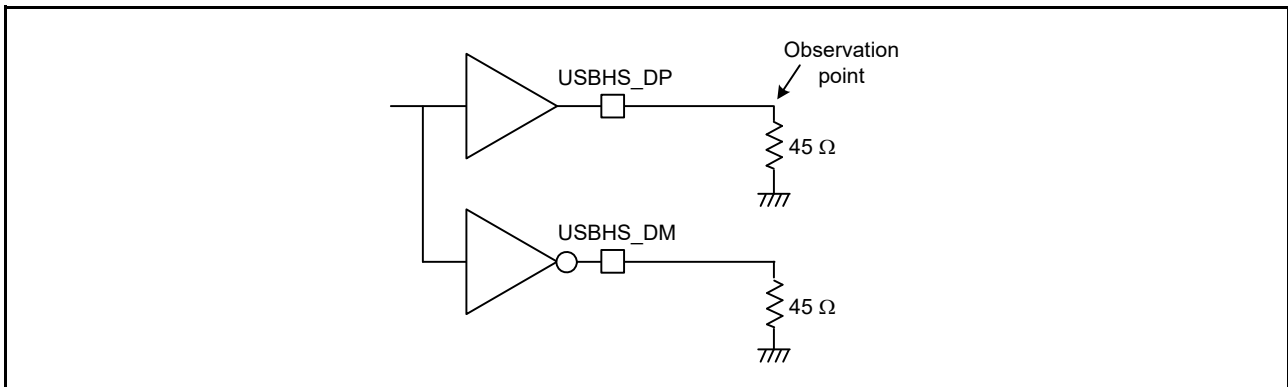 Observation
point
USBHS_DP
45 Ω
USBHS_DM
45 Ω